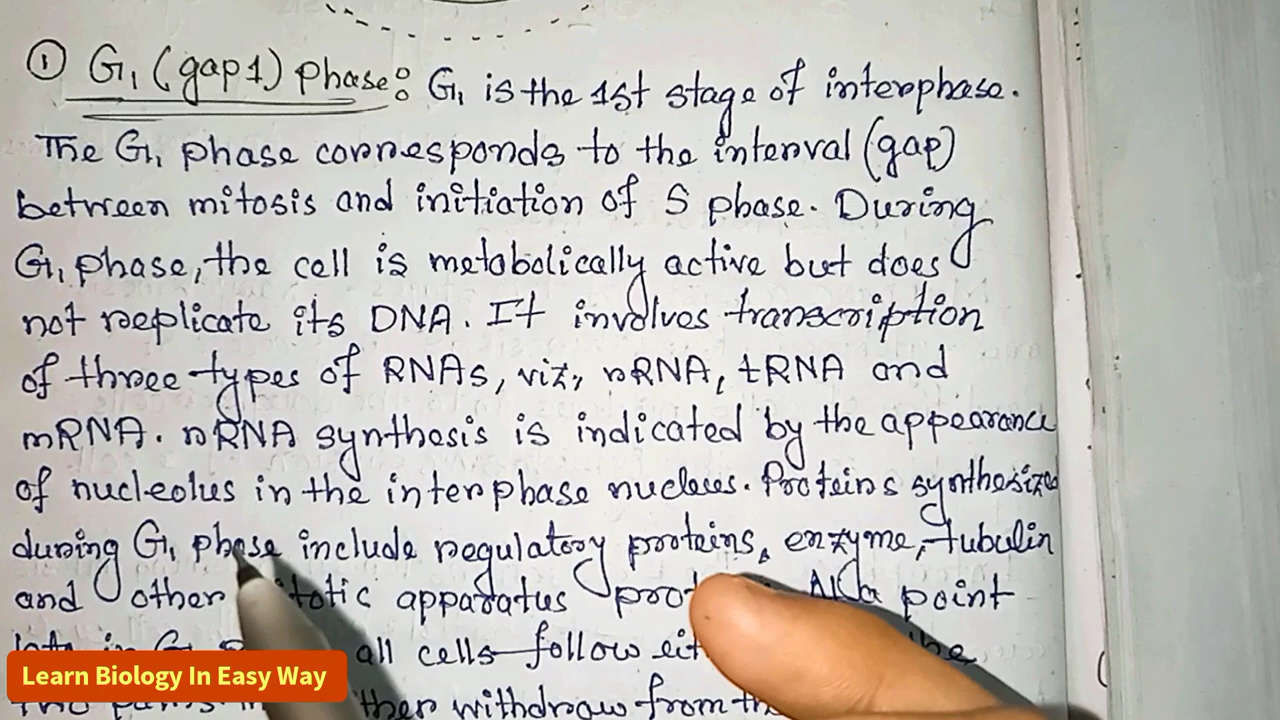 ① G₁ (gap 1) phase: G₁ is the 1st stage of interphase.
The G₁ phase corresponds to the interval (gap)
between mitosis and initiation of S phase. During
G₁ phase, the cell is metabolically active but does
not replicate its DNA. It involves transcription
of three types of RNAs, viz, rRNA, tRNA and
mRNA. rRNA synthesis is indicated by the appearance
of nucleolus in the interphase nucleus. Proteins synthesized
during G₁ phase include regulatory proteins, enzyme, tubulin
and other apparatus point
in G₁ all cells follow
withdraw from
Learn Biology In Easy Way